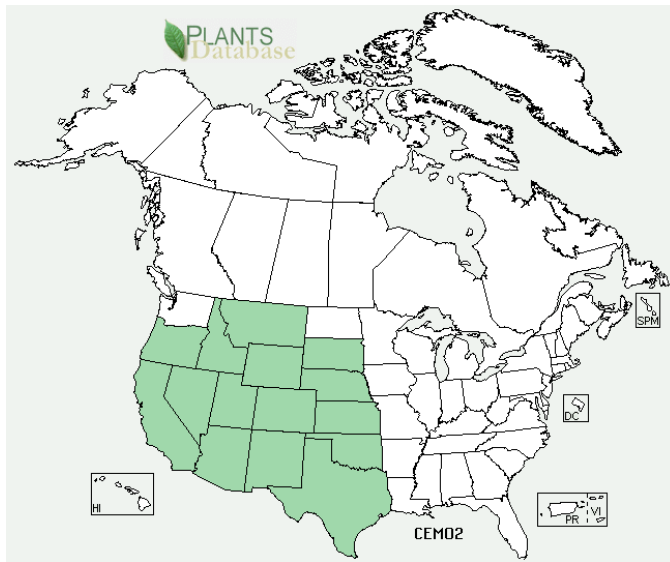 PLANTS
Database
SPM
DC
HI
PR VI
CEMO2